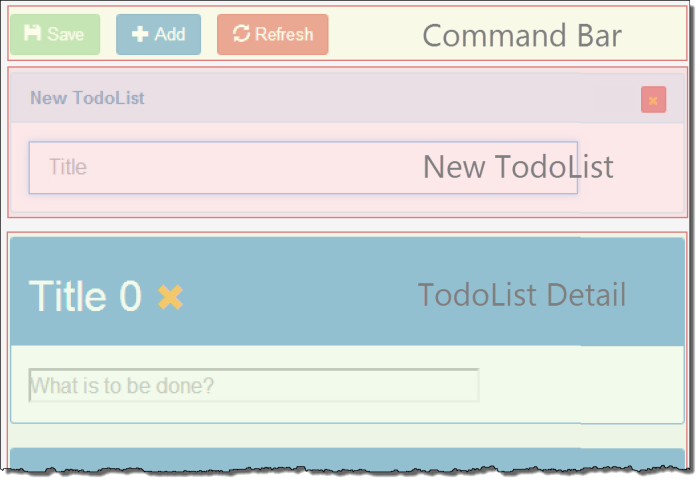 Save Add Refresh Command Bar
New TodoList
Title New TodoList
Title 0 TodoList Detail
What is to be done?